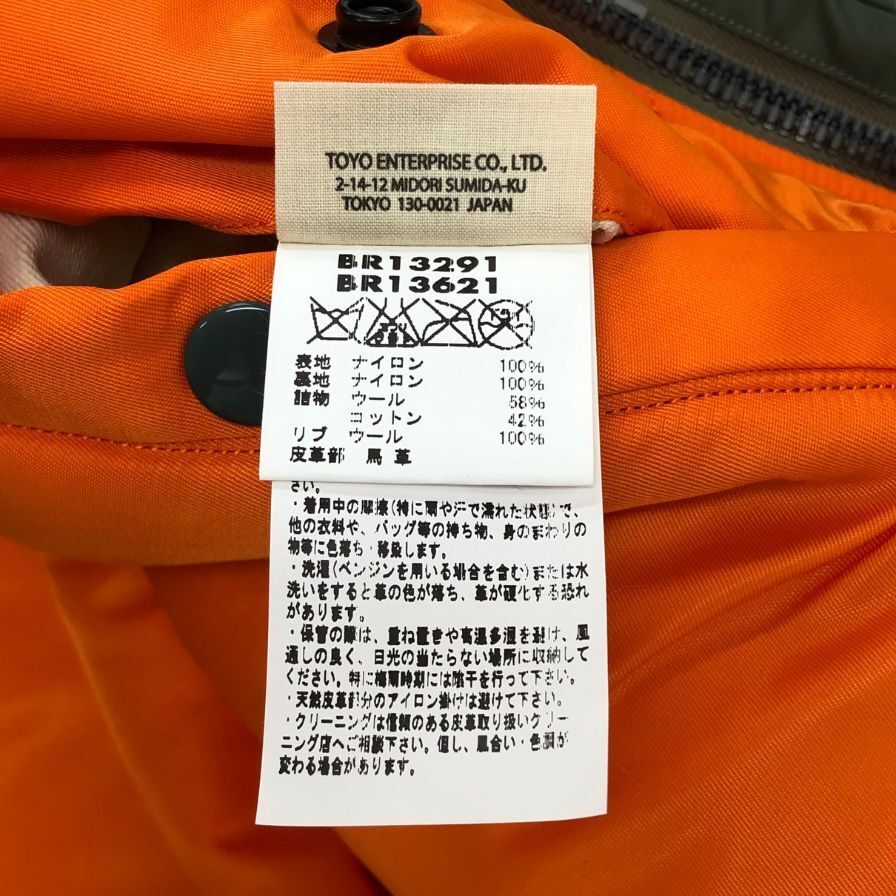 TOYO ENTERPRISE CO., LTD.
2-14-12 MIDORI SUMIDA-KU
TOKYO 130-0021 JAPAN
BR13291
BR13621
表地 ナイロン 100%
裏地 ナイロン 100%
詰物 ウール 58%
コットン 42%
リブ ウール 100%
皮革部 馬革
さい。
・着用中の摩擦(特に雨や汗で濡れた状態)で、
他の衣料や、バッグ等の持ち物、身のまわりの
物等に色落ち・移染します。
・洗濯(ベンジンを用いる場合を含む)または水
洗いをすると革の色が落ち、革が硬化する恐れ
があります。
・保管の際は、重ね置きや高温多湿を避け、風
通しの良く、日光の当たらない場所に収納して
ください。特に梅雨時期には陰干を行って下さい。
・天然皮革部分のアイロン掛けは避けて下さい。
・クリーニングは信頼のある皮革取り扱いクリー
ニング店へご相談下さい。但し、風合い・色調が
変わる場合があります。